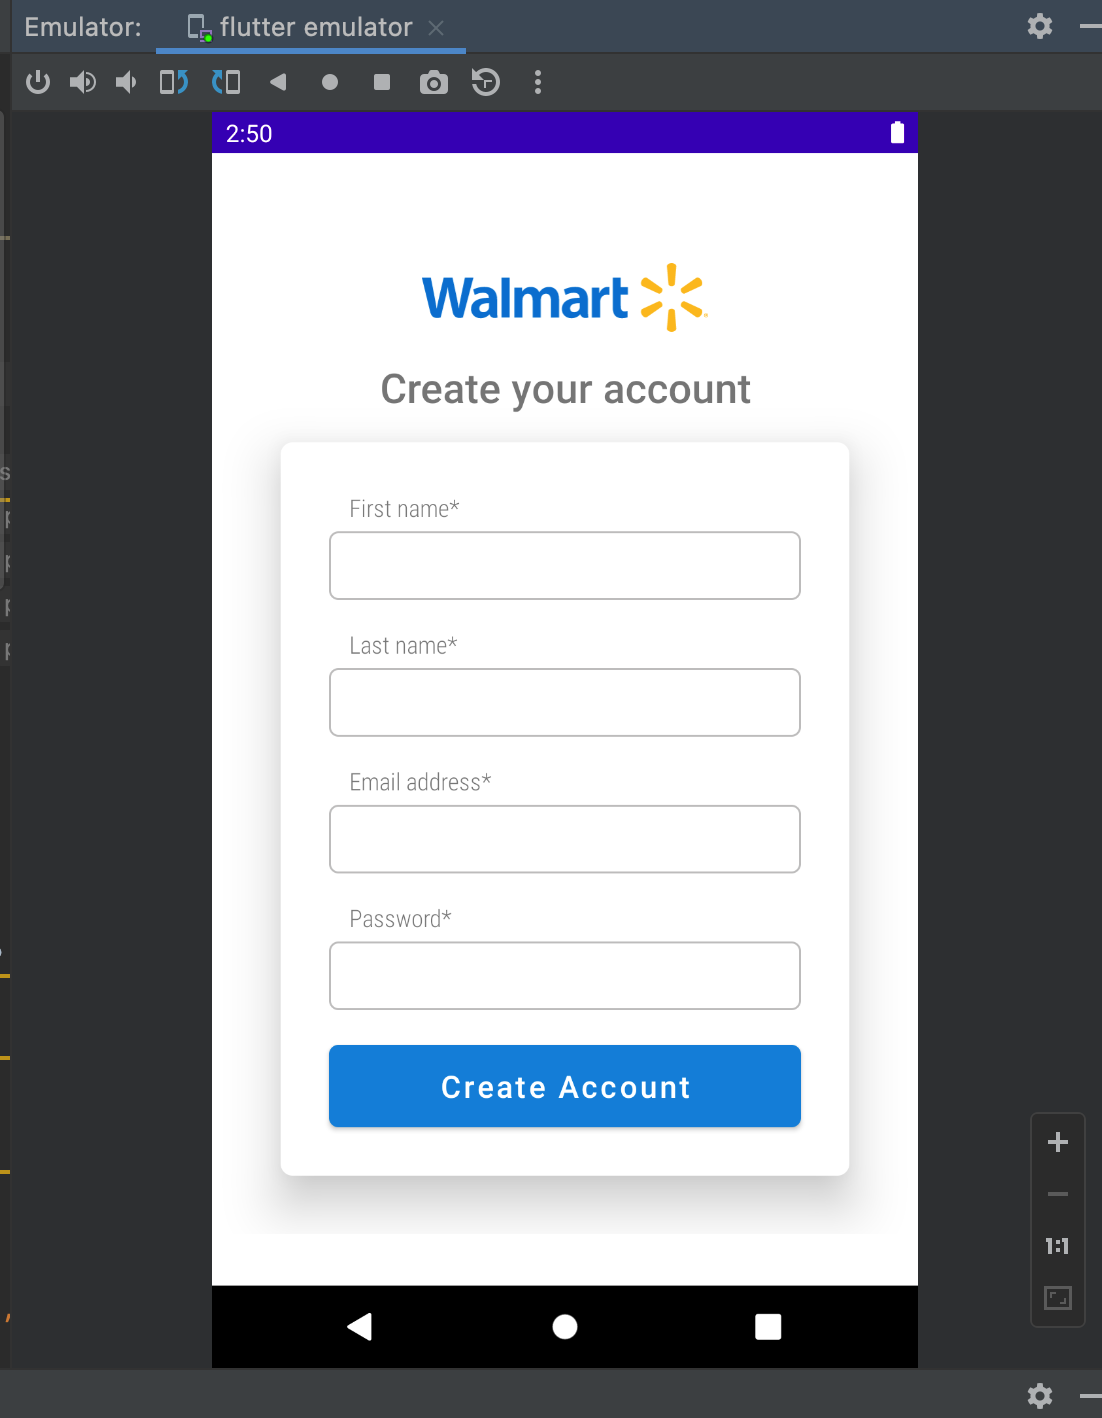 Emulator: flutter emulator
2:50
Walmart
Create your account
First name*
Last name*
Email address*
Password*
Create Account
1:1